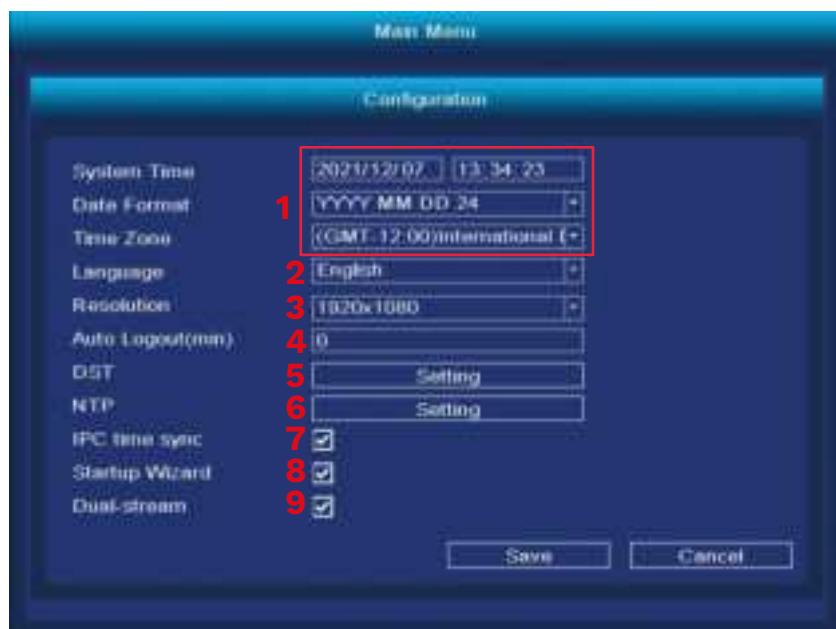 Main Menu
Configuration
System Time 2021/12/07 13:34:23
Date Format YYYY MM DD 24
1
Time Zone (GMT-12:00)International
Language 2 English
Resolution 3 1920x1080
Auto Logout(min) 4 0
DST 5 Setting
NTP 6 Setting
IPC time sync 7
Startup Wizard 8
Dual-stream 9
Save Cancel